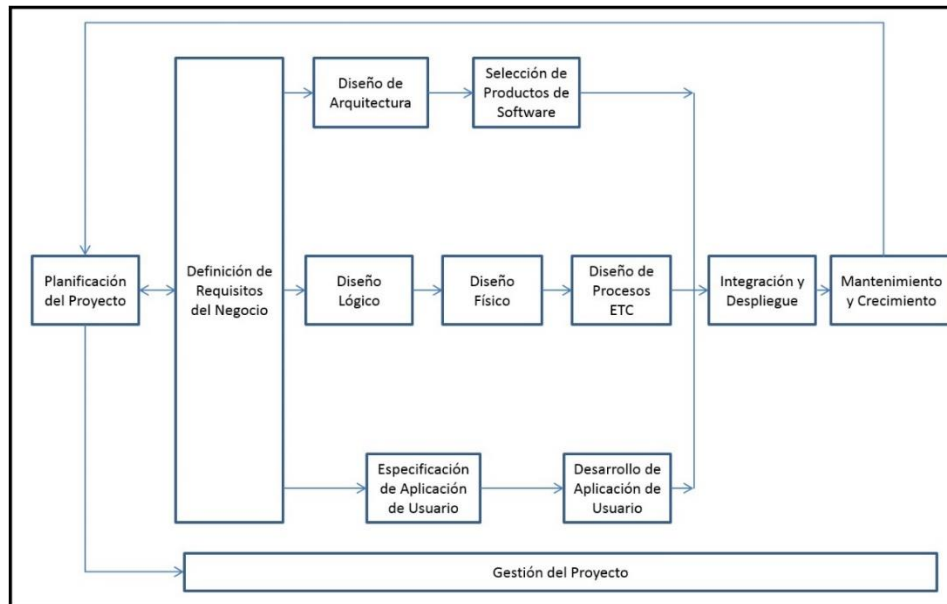 Diseño de
Arquitectura
Selección de
Productos de
Software
Planificación
del Proyecto
Definición de
Requisitos
del Negocio
Diseño
Lógico
Diseño
Físico
Diseño de
Procesos
ETC
Integración y
Despliegue
Mantenimiento
y Crecimiento
Especificación
de Aplicación
de Usuario
Desarrollo de
Aplicación de
Usuario
Gestión del Proyecto